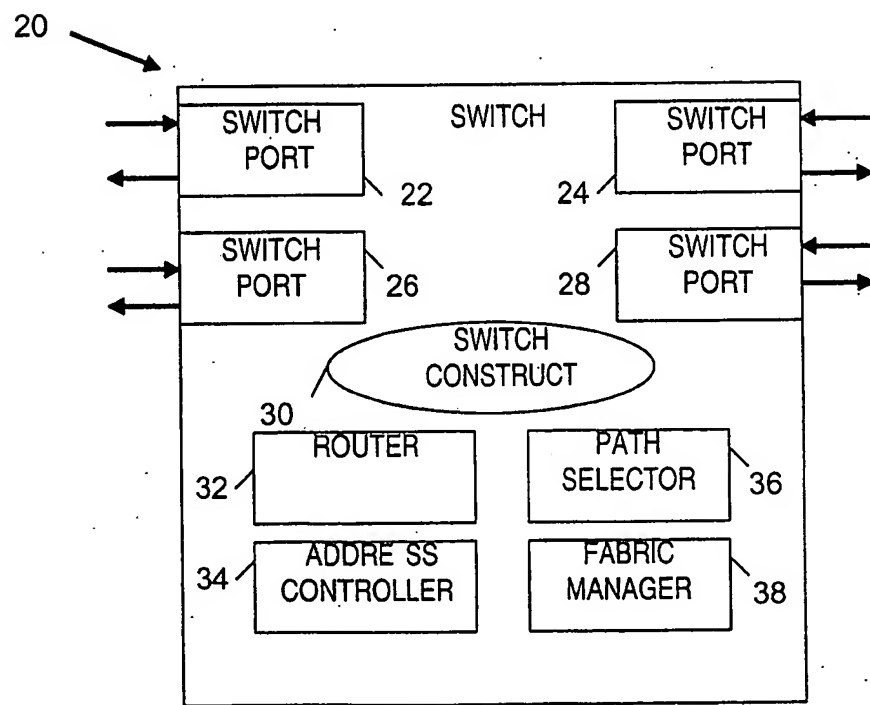 20
SWITCH
PORT
SWITCH
SWITCH
PORT
22
24
SWITCH
PORT
26
28
SWITCH
PORT
SWITCH
CONSTRUCT
30
ROUTER
32
PATH
SELECTOR
36
ADDRE SS
CONTROLLER
34
FABRIC
MANAGER
38